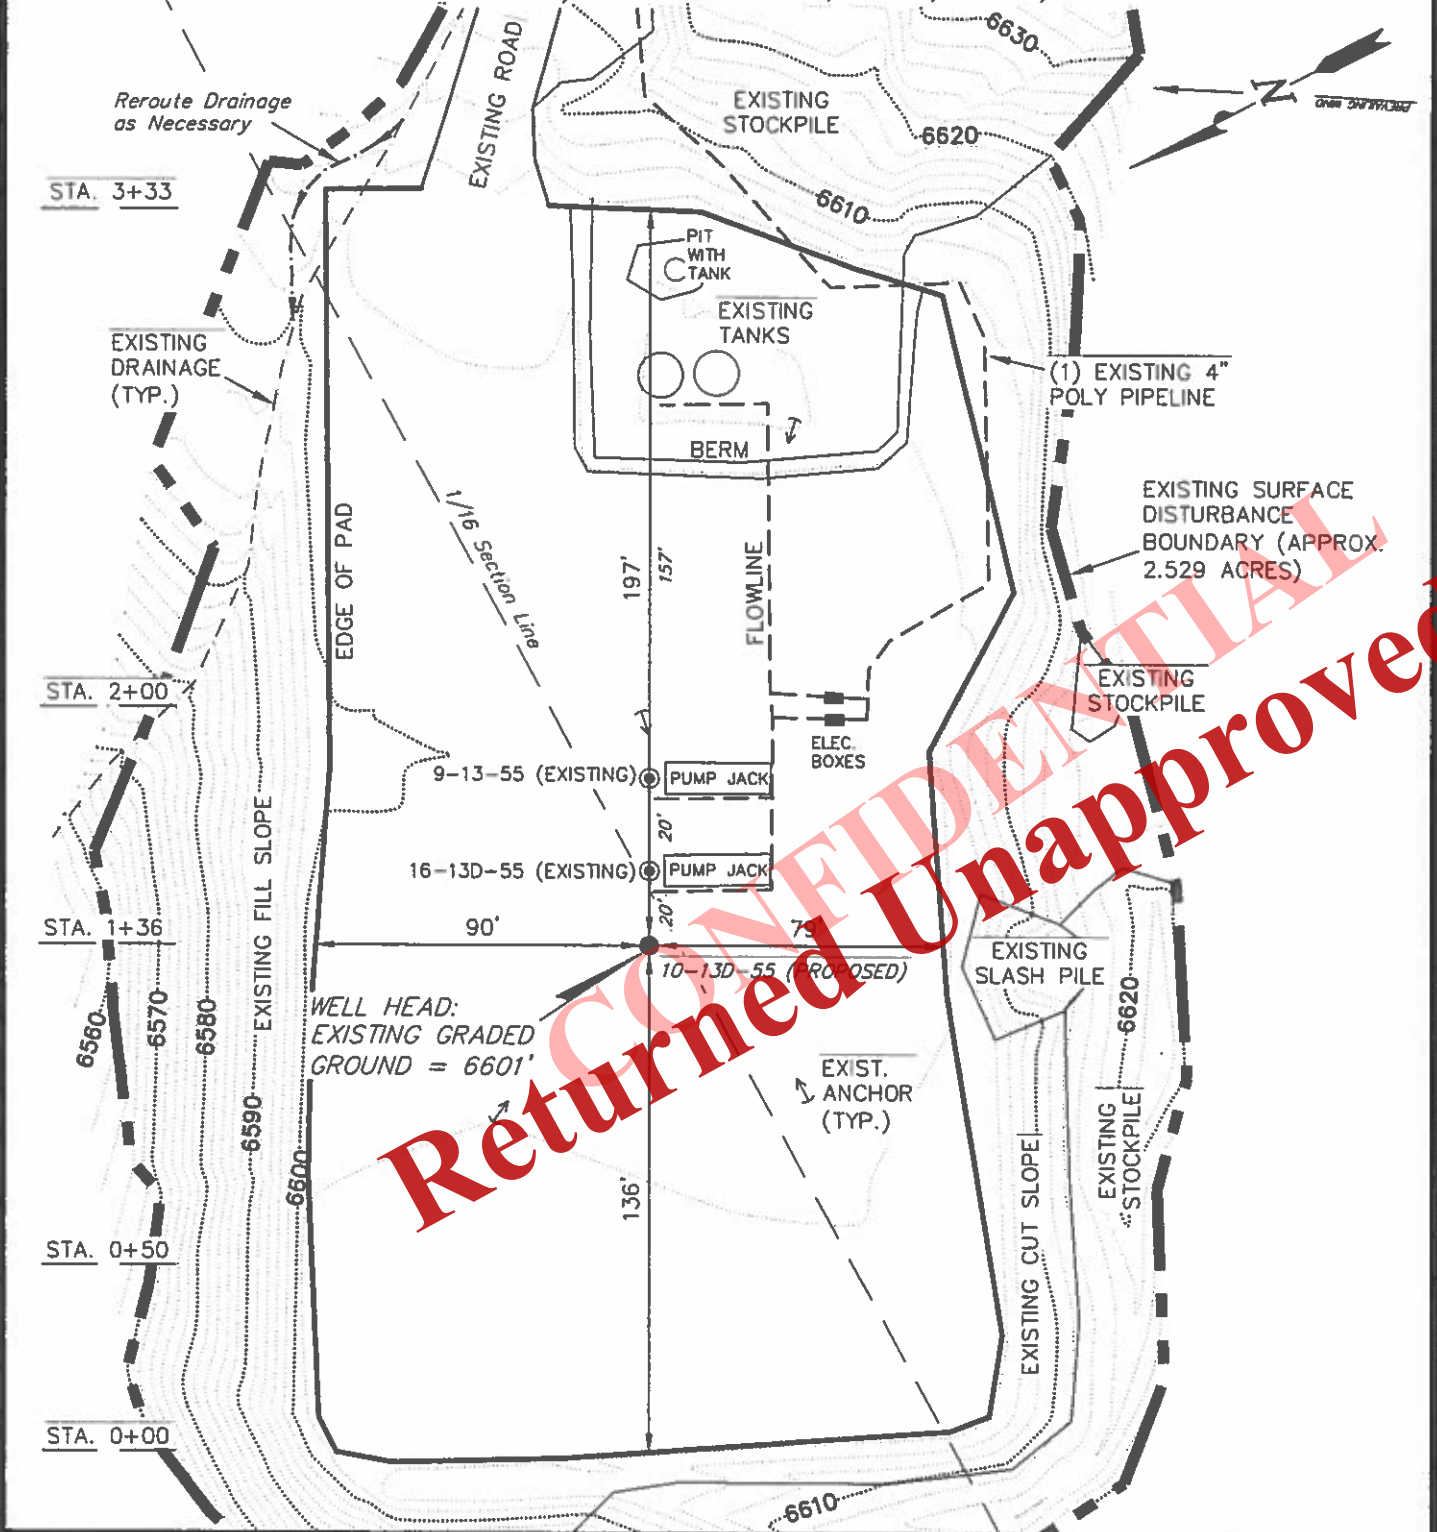 6630
EXISTING ROAD
Reroute Drainage
as Necessary
EXISTING
STOCKPILE
6620
N
PREVAILING WIND
STA. 3+33
6610
PIT
WITH
TANK
EXISTING
TANKS
EXISTING
DRAINAGE
(TYP.)
(1) EXISTING 4"
POLY PIPELINE
BERM
EXISTING SURFACE
DISTURBANCE
BOUNDARY (APPROX.
2.529 ACRES)
EDGE OF PAD
1/16 Section Line
197'
157'
FLOWLINE
STA. 2+00
EXISTING
STOCKPILE
ELEC.
BOXES
9-13-55 (EXISTING)
PUMP JACK
20'
16-13D-55 (EXISTING)
PUMP JACK
20'
EXISTING FILL SLOPE
STA. 1+36
90'
79'
10-13D-55 (PROPOSED)
EXISTING
SLASH PILE
WELL HEAD:
EXISTING GRADED
GROUND = 6601'
6560
6570
6580
6590
6600
6620
EXIST.
ANCHOR
(TYP.)
EXISTING
STOCKPILE
136'
EXISTING CUT SLOPE
STA. 0+50
STA. 0+00
6610
CONFIDENTIAL
Returned Unapproved